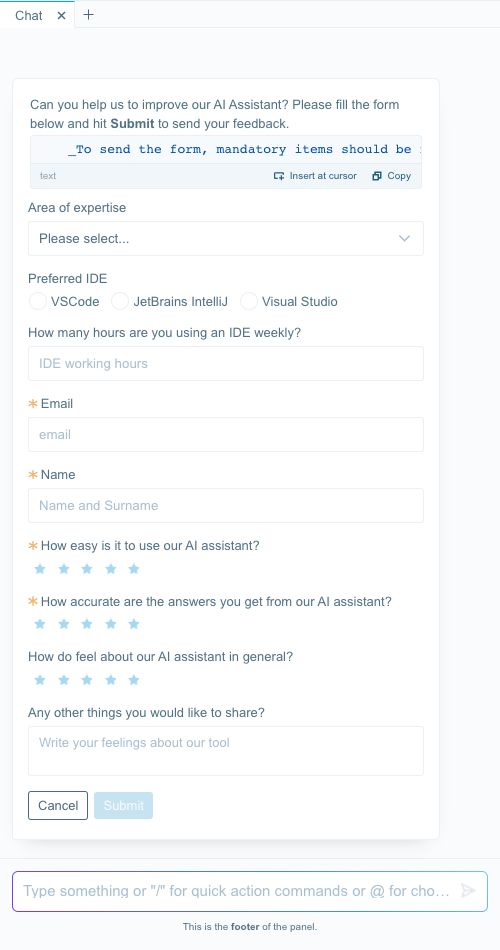 Chat
Can you help us to improve our AI Assistant? Please fill the form
below and hit Submit to send your feedback.
_To send the form, mandatory items should be
text
Insert at cursor
Copy
Area of expertise
Please select...
Preferred IDE
VSCode
JetBrains IntelliJ
Visual Studio
How many hours are you using an IDE weekly?
IDE working hours
* Email
email
* Name
Name and Surname
* How easy is it to use our AI assistant?
* How accurate are the answers you get from our AI assistant?
How do feel about our AI assistant in general?
Any other things you would like to share?
Write your feelings about our tool
Cancel
Submit
Type something or "/" for quick action commands or @ for cho...
This is the footer of the panel.